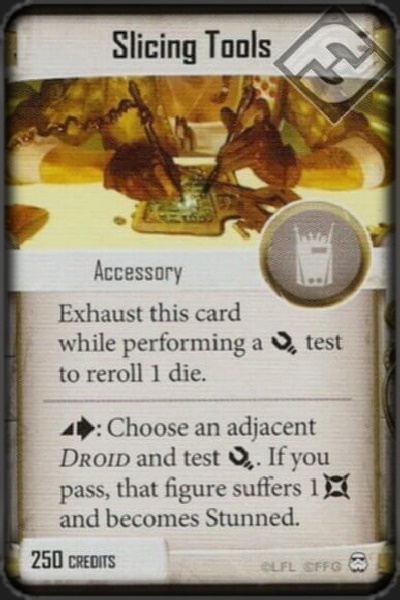 Slicing Tools
Accessory
Exhaust this card
while performing a test
to reroll 1 die.
: Choose an adjacent
DROID and test . If you
pass, that figure suffers 1
and becomes Stunned.
250 CREDITS
©LFL ©FFG